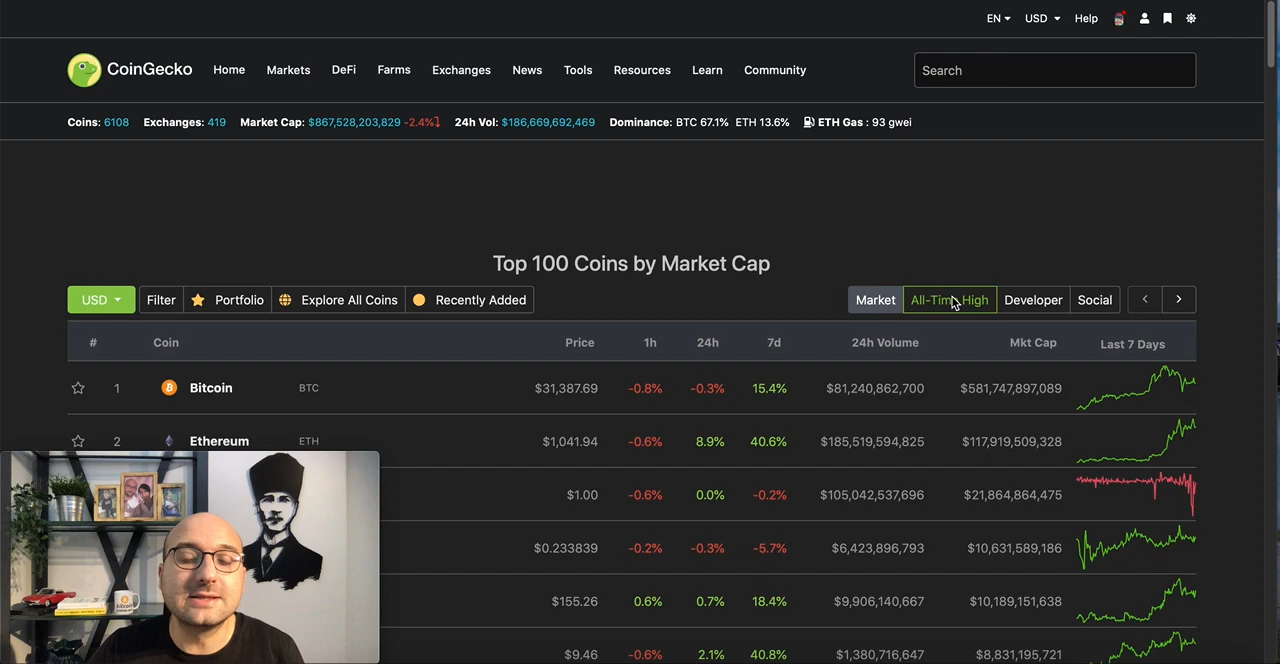 EN USD Help
CoinGecko Home Markets DeFi Farms Exchanges News Tools Resources Learn Community Search
Coins: 6108 Exchanges: 419 Market Cap: $867,528,203,829 -2.4% 24h Vol: $186,669,692,469 Dominance: BTC 67.1% ETH 13.6% ETH Gas : 93 gwei
Top 100 Coins by Market Cap
USD Filter Portfolio Explore All Coins Recently Added Market All-Time High Developer Social
# Coin Price 1h 24h 7d 24h Volume Mkt Cap Last 7 Days
1 Bitcoin BTC $31,387.69 -0.8% -0.3% 15.4% $81,240,862,700 $581,747,897,089
2 Ethereum ETH $1,041.94 -0.6% 8.9% 40.6% $185,519,594,825 $117,919,509,328
$1.00 -0.6% 0.0% -0.2% $105,042,537,696 $21,864,864,475
$0.233839 -0.2% -0.3% -5.7% $6,423,896,793 $10,631,589,186
$155.26 0.6% 0.7% 18.4% $9,906,140,667 $10,189,151,638
$9.46 -0.6% 2.1% 40.8% $1,380,716,647 $8,831,195,721
bitcoin